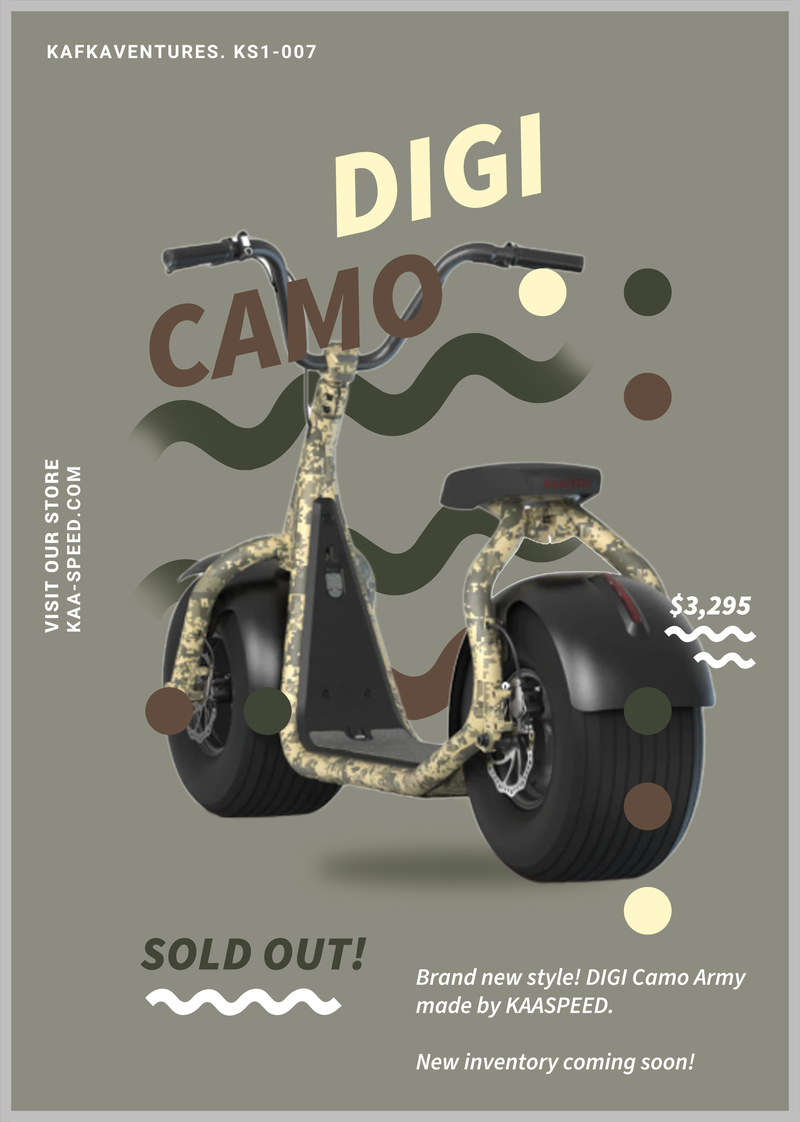 KAFKAVENTURES. KS1-007
DIGI
CAMO
VISIT OUR STORE
KAA-SPEED.COM
$3,295
SOLD OUT!
Brand new style! DIGI Camo Army
made by KAASPEED.
New inventory coming soon!